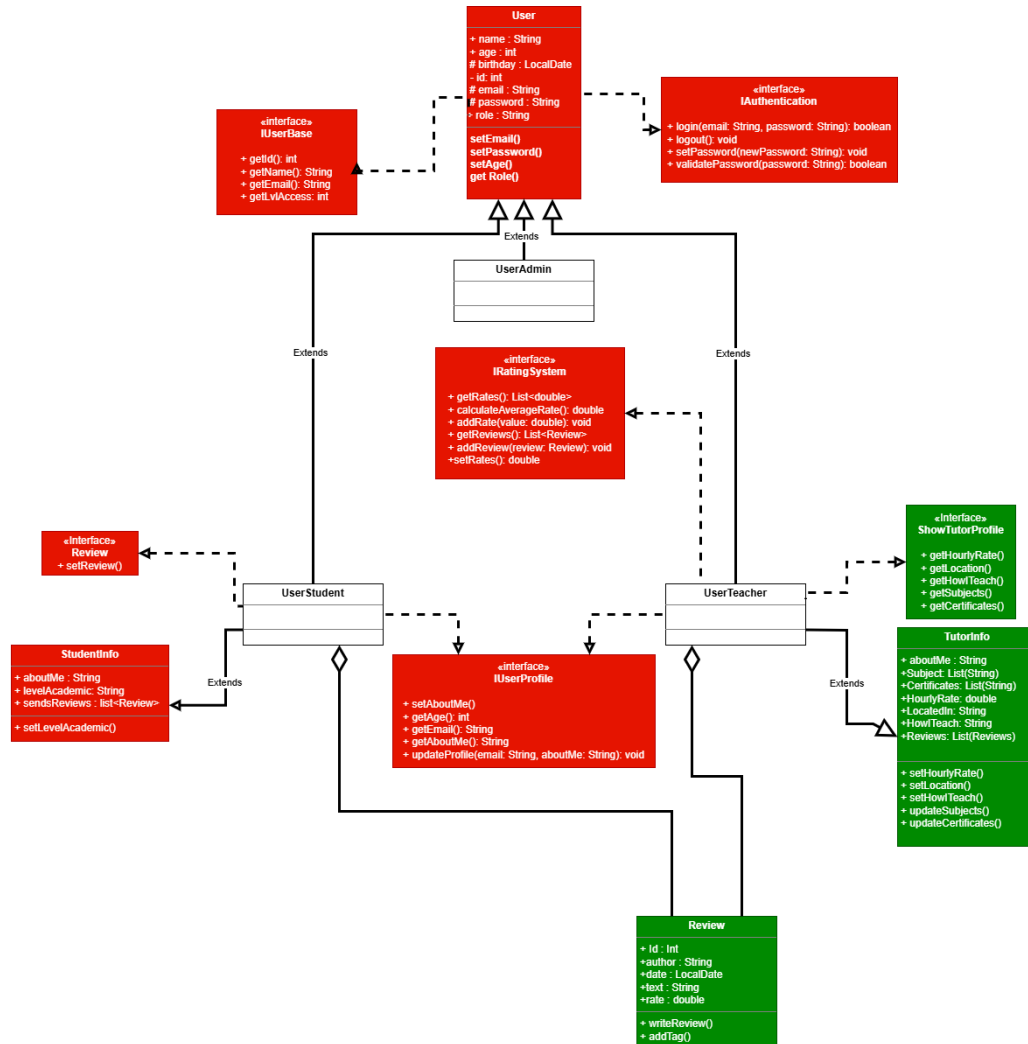 User
+ name : String
+ age : int
# birthday : LocalDate
- id: int
# email : String
# password : String
+ role : String
setEmail()
setPassword()
setAge()
get Role()
«interface»
IUserBase
+ getId(): int
+ getName(): String
+ getEmail(): String
+ getLvlAccess: int
«interface»
IAuthentication
+ login(email: String, password: String): boolean
+ logout(): void
+ setPassword(newPassword: String): void
+ validatePassword(password: String): boolean
Extends
UserAdmin
Extends
Extends
«interface»
IRatingSystem
+ getRates(): List<double>
+ calculateAverageRate(): double
+ addRate(value: double): void
+ getReviews(): List<Review>
+ addReview(review: Review): void
+setRates(): double
«Interface»
Review
+ setReview()
«Interface»
ShowTutorProfile
+ getHourlyRate()
+ getLocation()
+ getHowITeach()
+ getSubjects()
+ getCertificates()
UserStudent
UserTeacher
StudentInfo
+ aboutMe : String
+ levelAcademic: String
+ sendsReviews : list<Review>
+ setLevelAcademic()
Extends
«interface»
IUserProfile
+ setAboutMe()
+ getAge(): int
+ getEmail(): String
+ getAboutMe(): String
+ updateProfile(email: String, aboutMe: String): void
Extends
TutorInfo
+ aboutMe : String
+Subject: List(String)
+Certificates: List(String)
+HourlyRate: double
+LocatedIn: String
+HowITeach: String
+Reviews: List(Reviews)
+ setHourlyRate()
+ setLocation()
+ setHowITeach()
+ updateSubjects()
+ updateCertificates()
Review
+ Id : Int
+author : String
+date : LocalDate
+text : String
+rate : double
+ writeReview()
+ addTag()